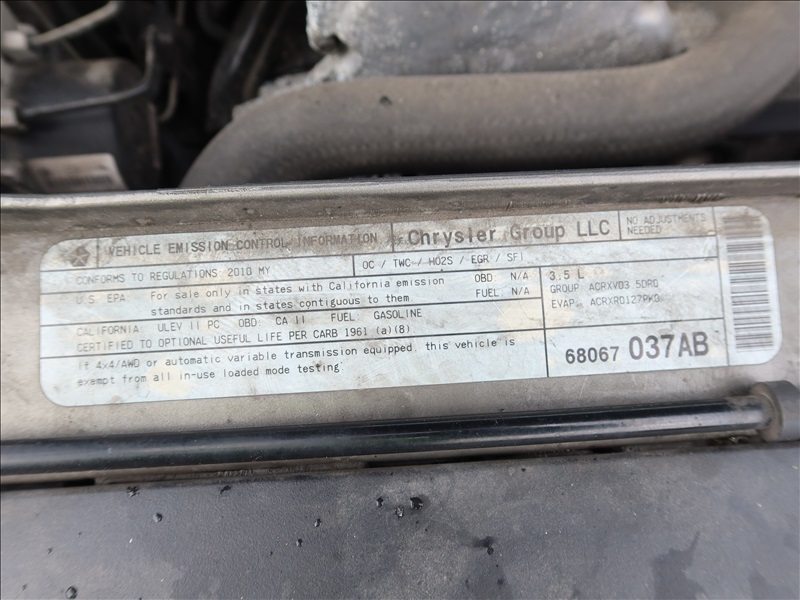 VEHICLE EMISSION CONTROL INFORMATION
Chrysler Group LLC
NO ADJUSTMENTS
NEEDED
CONFORMS TO REGULATIONS: 2010 MY
OC / TWC / HO2S / EGR / SFI
U.S. EPA: For sale only in states with California emission
standards and in states contiguous to them
OBD: N/A
FUEL: N/A
CALIFORNIA: ULEV II PC OBD: CA II FUEL: GASOLINE
CERTIFIED TO OPTIONAL USEFUL LIFE PER CARB 1961 (a)(8)
If 4x4/AWD or automatic variable transmission equipped, this vehicle is
exempt from all in-use loaded mode testing
3.5 L
GROUP: ACRXV03.5DRO
EVAP: ACRXR0127PKO
68067 037AB